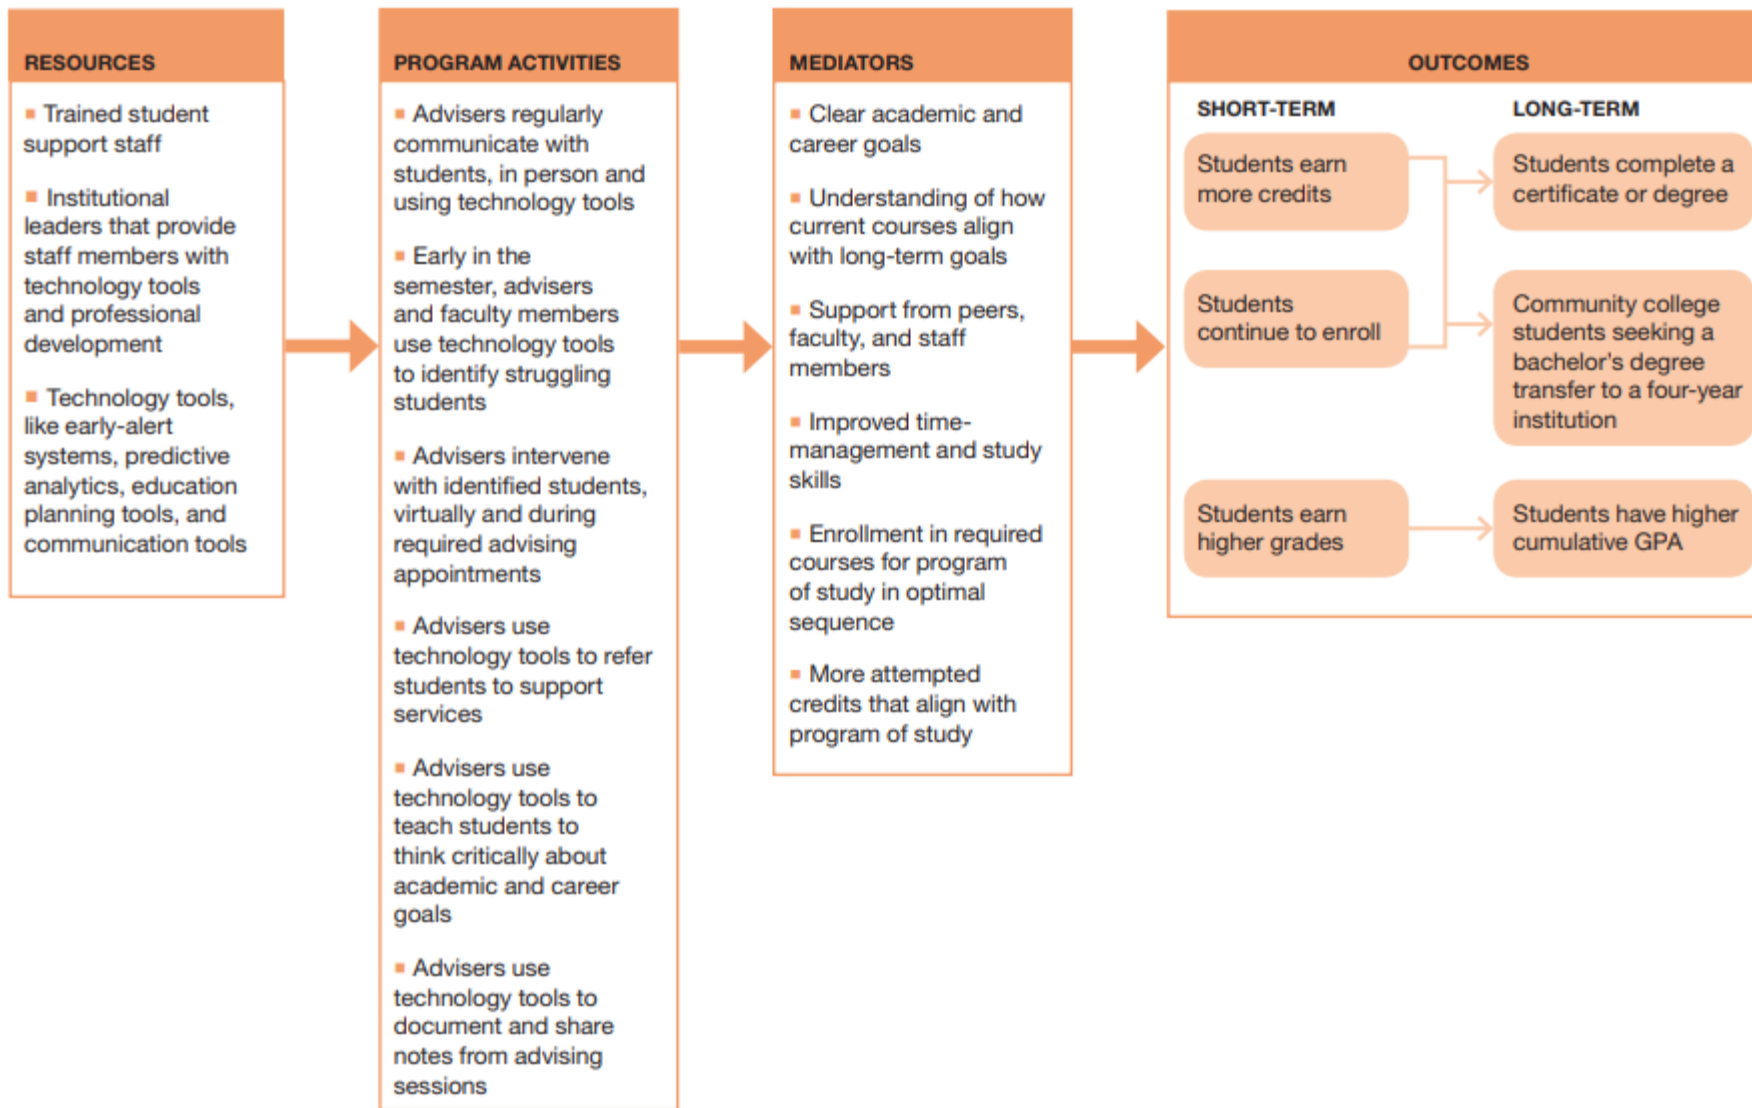 RESOURCES
▪ Trained student
support staff
▪ Institutional
leaders that provide
staff members with
technology tools
and professional
development
▪ Technology tools,
like early-alert
systems, predictive
analytics, education
planning tools, and
communication tools
PROGRAM ACTIVITIES
▪ Advisers regularly
communicate with
students, in person and
using technology tools
▪ Early in the
semester, advisers
and faculty members
use technology tools
to identify struggling
students
▪ Advisers intervene
with identified students,
virtually and during
required advising
appointments
▪ Advisers use
technology tools to refer
students to support
services
▪ Advisers use
technology tools to
teach students to
think critically about
academic and career
goals
▪ Advisers use
technology tools to
document and share
notes from advising
sessions
MEDIATORS
▪ Clear academic and
career goals
▪ Understanding of how
current courses align
with long-term goals
▪ Support from peers,
faculty, and staff
members
▪ Improved time-
management and study
skills
▪ Enrollment in required
courses for program
of study in optimal
sequence
▪ More attempted
credits that align with
program of study
OUTCOMES
SHORT-TERM
Students earn
more credits
Students
continue to enroll
Students earn
higher grades
LONG-TERM
Students complete a
certificate or degree
Community college
students seeking a
bachelor's degree
transfer to a four-year
institution
Students have higher
cumulative GPA